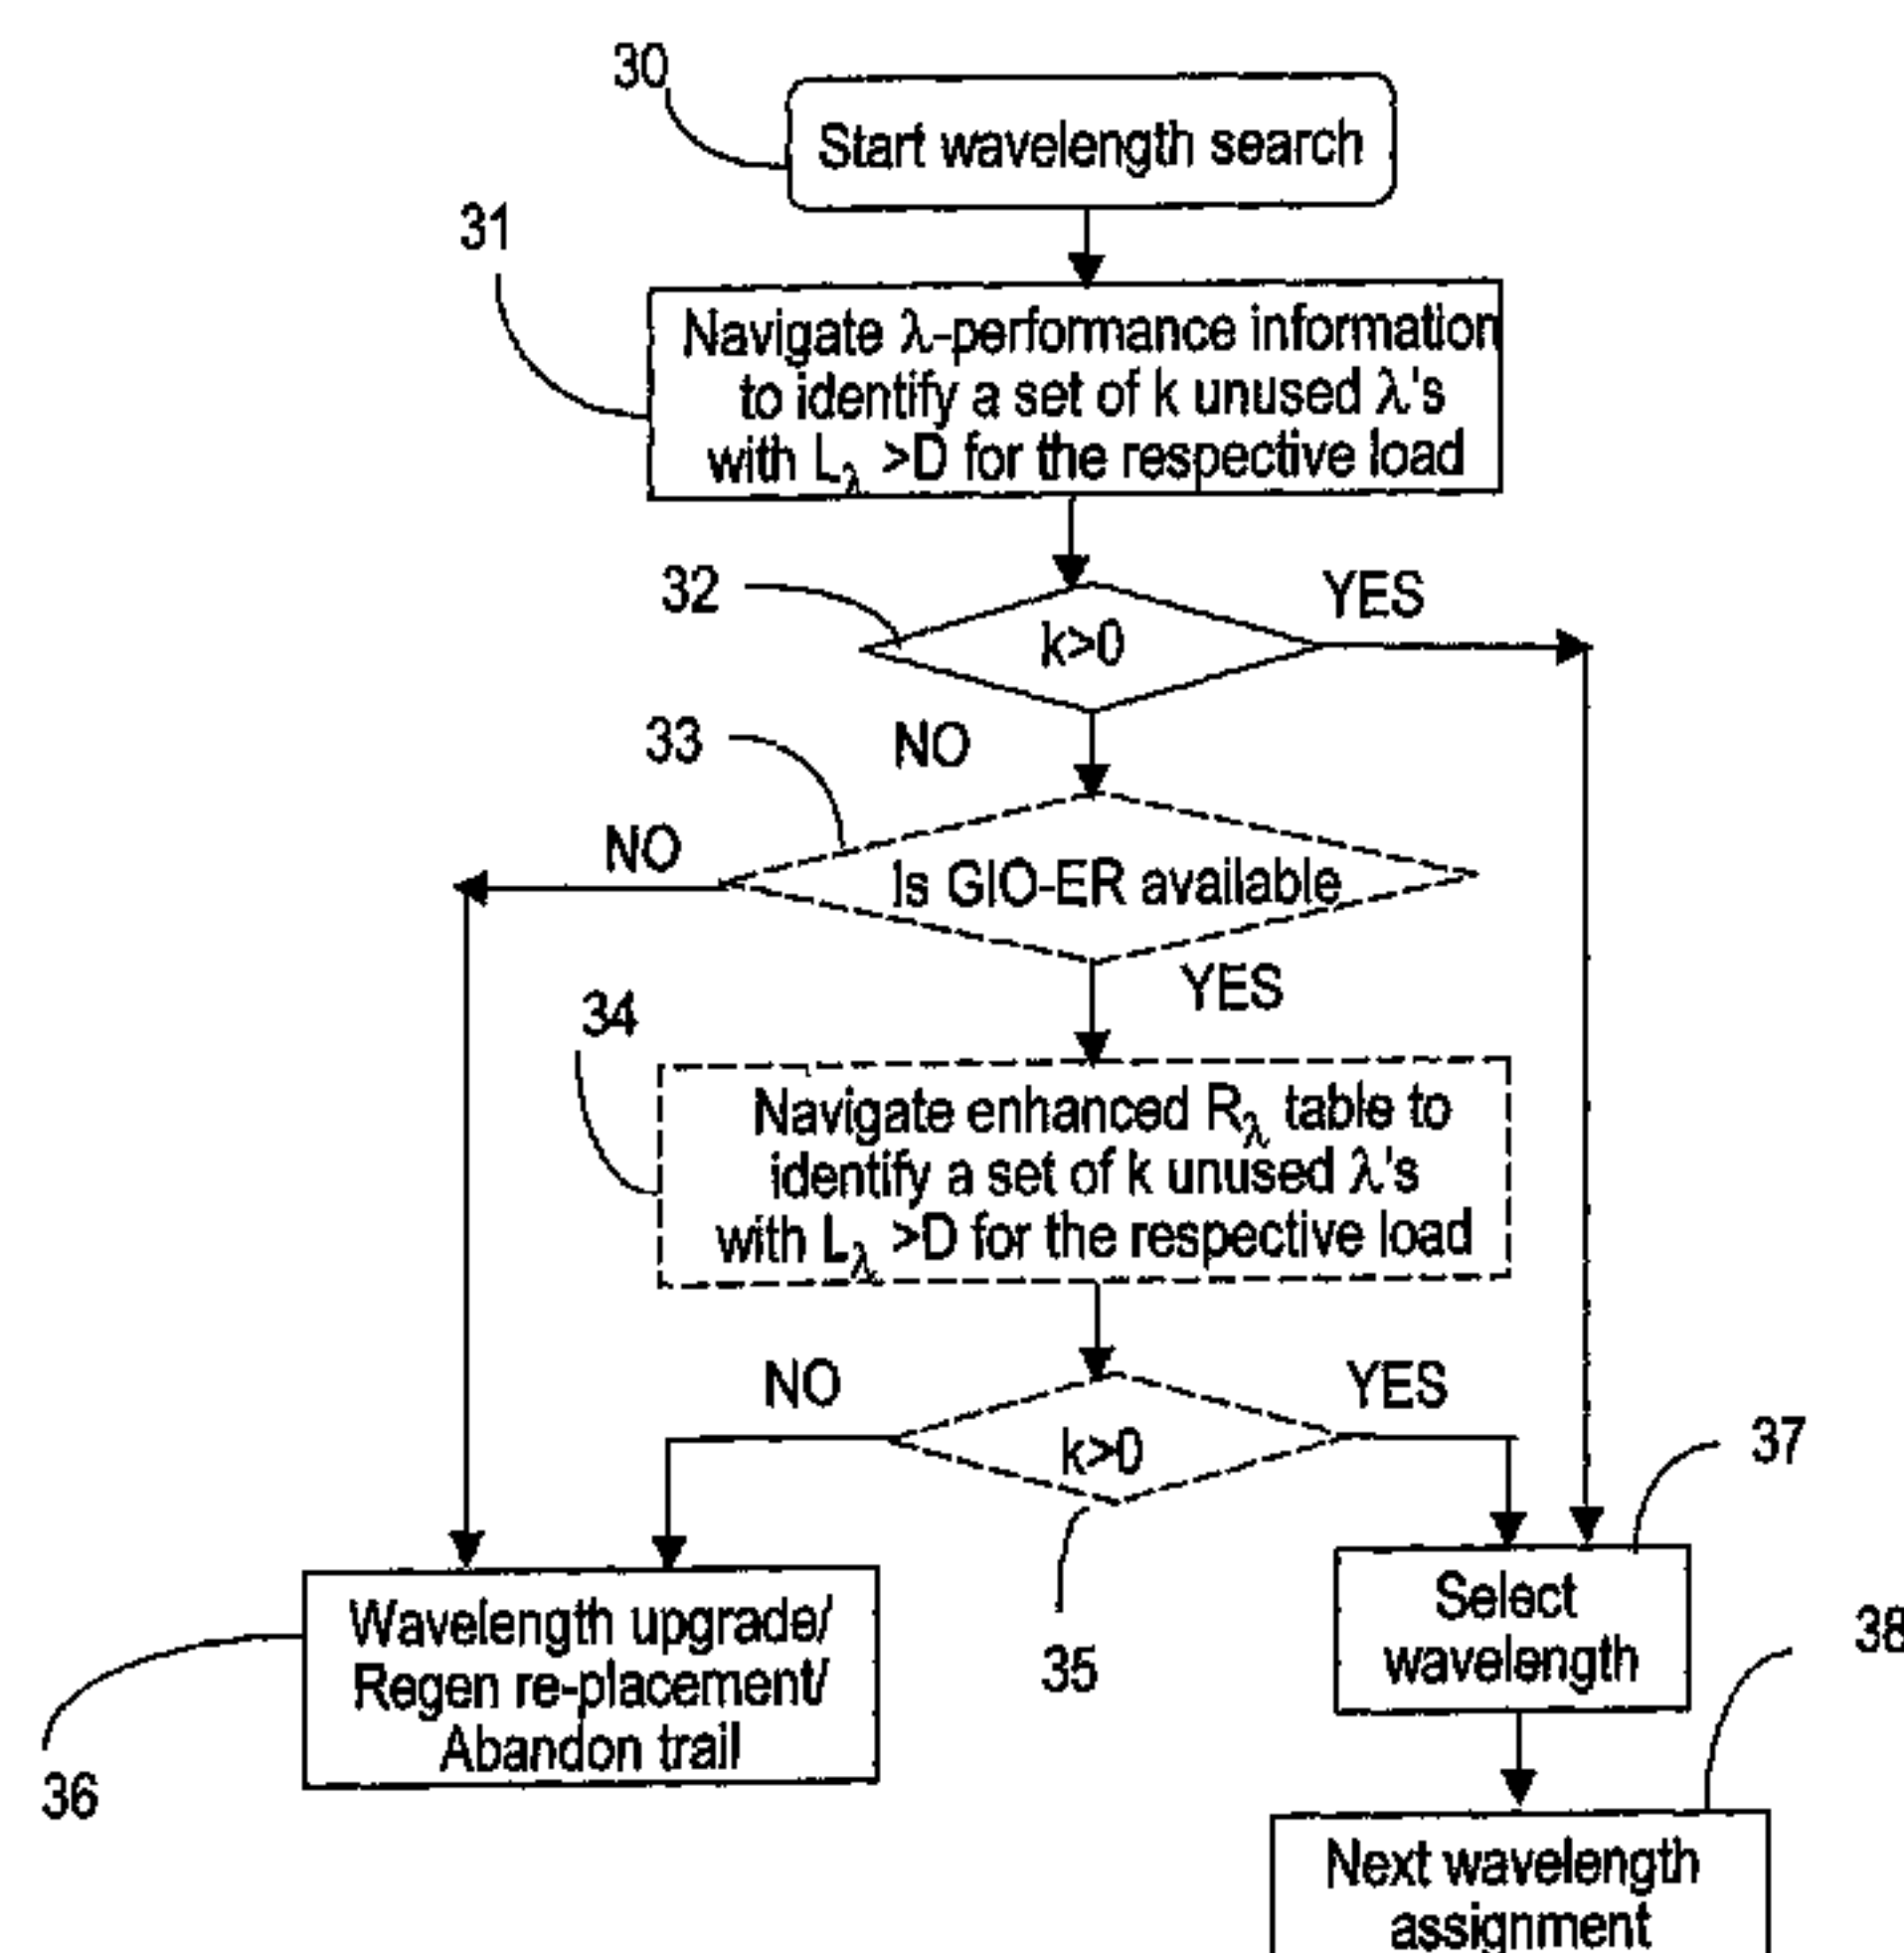 30
Start wavelength search
31
Navigate λ-performance information
to identify a set of k unused λ's
with Lλ >D for the respective load
32
k>0
YES
NO
33
NO
Is GIO-ER available
YES
34
Navigate enhanced Rλ table to
identify a set of k unused λ's
with Lλ >D for the respective load
NO
YES
k>0
35
37
Select
wavelength
38
Wavelength upgrade/
Regen re-placement/
Abandon trail
36
Next wavelength
assignment